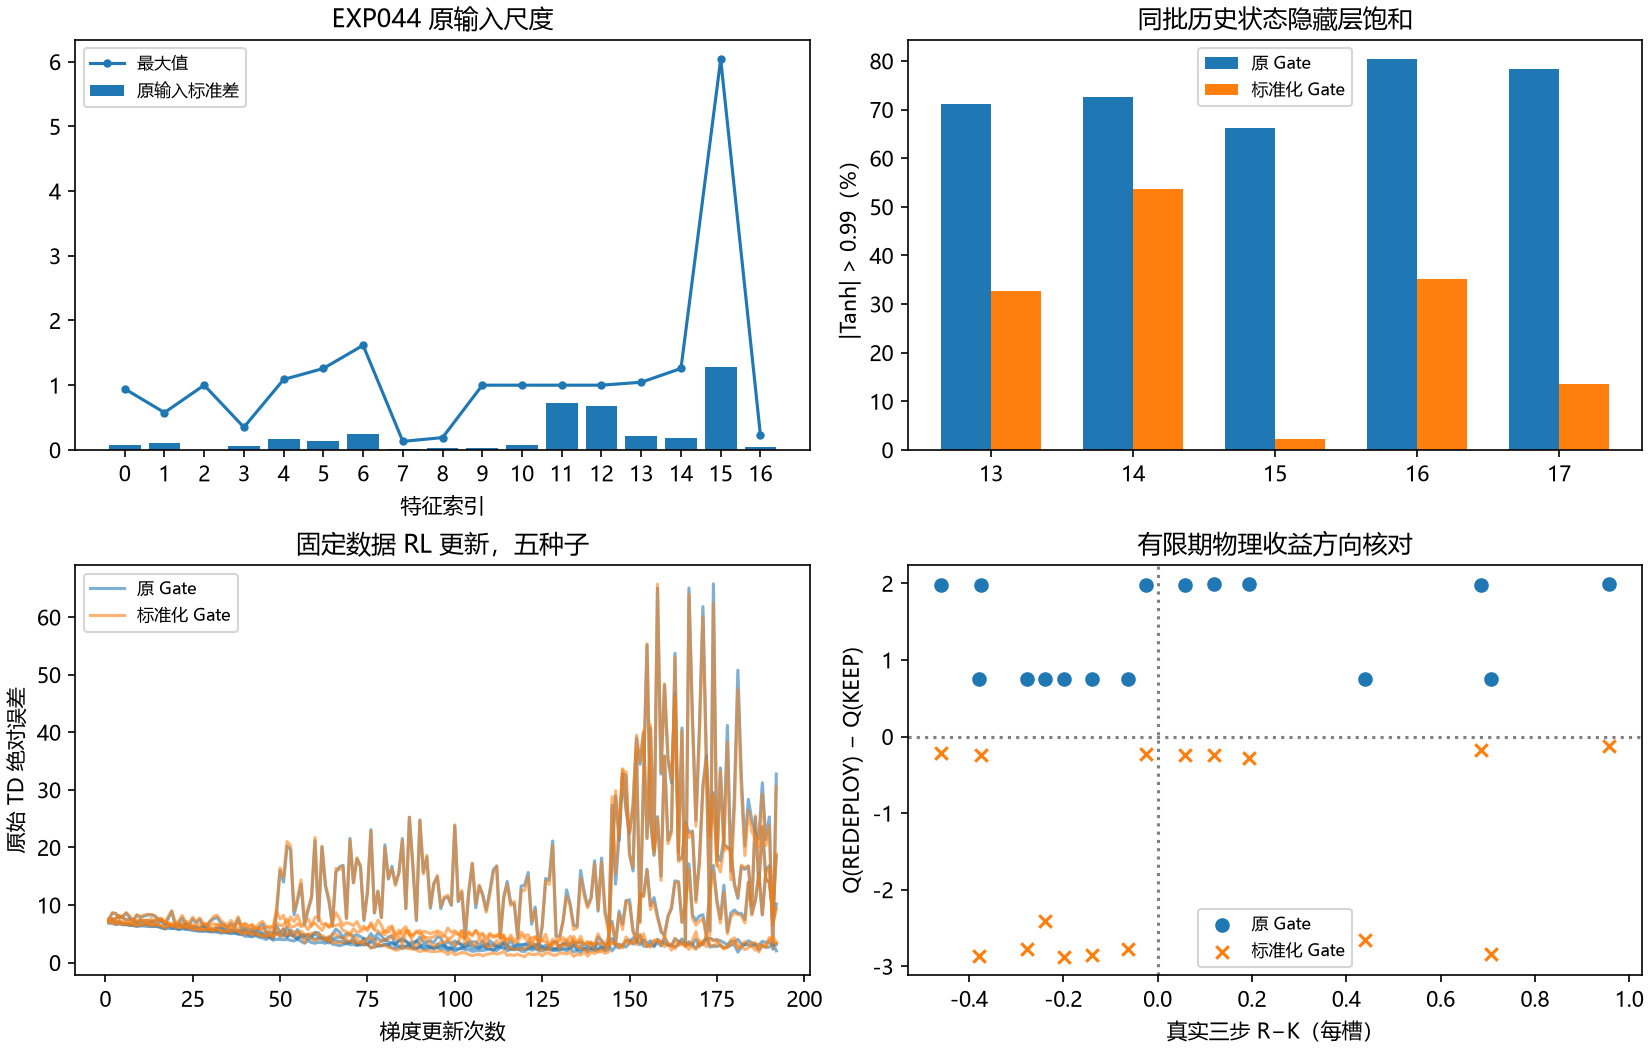 EXP044 原输入尺度
最大值
原输入标准差
6
5
4
3
2
1
0
0 1 2 3 4 5 6 7 8 9 10 11 12 13 14 15 16
特征索引
同批历史状态隐藏层饱和
原 Gate
标准化 Gate
|Tanh| > 0.99（%）
80
70
60
50
40
30
20
10
0
13 14 15 16 17
固定数据 RL 更新，五种子
原 Gate
标准化 Gate
原始 TD 绝对误差
60
50
40
30
20
10
0
0 25 50 75 100 125 150 175 200
梯度更新次数
有限期物理收益方向核对
Q(REDEPLOY) − Q(KEEP)
2
1
0
-1
-2
-3
原 Gate
标准化 Gate
-0.4 -0.2 0.0 0.2 0.4 0.6 0.8 1.0
真实三步 R−K（每槽）